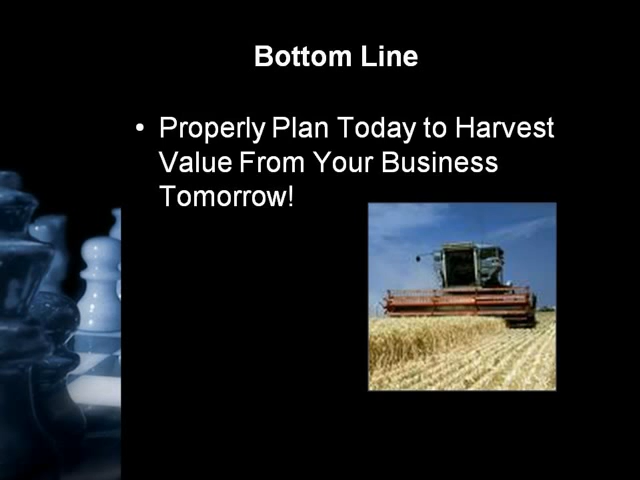 Bottom Line
• Properly Plan Today to Harvest
Value From Your Business
Tomorrow!